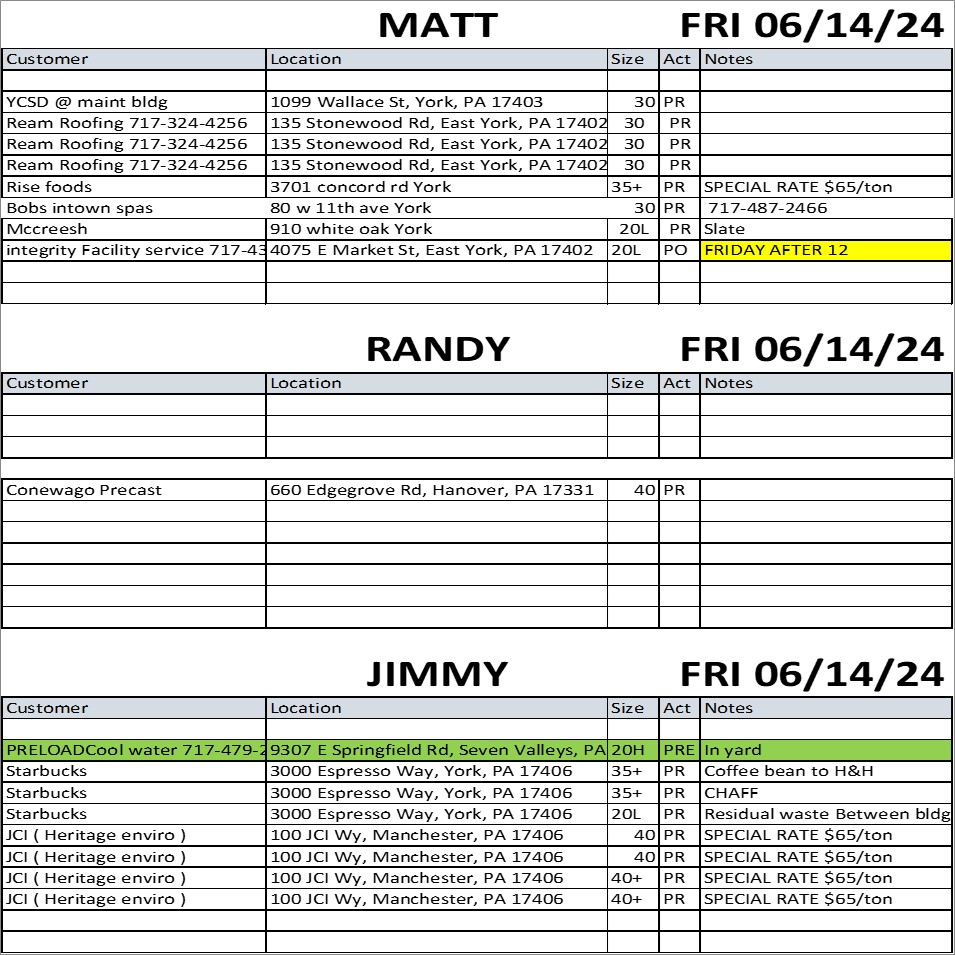 MATT FRI 06/14/24
Customer Location Size Act Notes
YCSD @ maint bldg 1099 Wallace St, York, PA 17403 30 PR
Ream Roofing 717-324-4256 135 Stonewood Rd, East York, PA 17402 30 PR
Ream Roofing 717-324-4256 135 Stonewood Rd, East York, PA 17402 30 PR
Ream Roofing 717-324-4256 135 Stonewood Rd, East York, PA 17402 30 PR
Rise foods 3701 concord rd York 35+ PR SPECIAL RATE $65/ton
Bobs intown spas 80 w 11th ave York 30 PR 717-487-2466
Mccreesh 910 white oak York 20L PR Slate
integrity Facility service 717-43 4075 E Market St, East York, PA 17402 20L PO FRIDAY AFTER 12
RANDY FRI 06/14/24
Customer Location Size Act Notes
Conewago Precast 660 Edgegrove Rd, Hanover, PA 17331 40 PR
JIMMY FRI 06/14/24
Customer Location Size Act Notes
PRELOADCool water 717-479-2 9307 E Springfield Rd, Seven Valleys, PA 20H PRE In yard
Starbucks 3000 Espresso Way, York, PA 17406 35+ PR Coffee bean to H&H
Starbucks 3000 Espresso Way, York, PA 17406 35+ PR CHAFF
Starbucks 3000 Espresso Way, York, PA 17406 20L PR Residual waste Between bldg
JCI ( Heritage enviro ) 100 JCI Wy, Manchester, PA 17406 40 PR SPECIAL RATE $65/ton
JCI ( Heritage enviro ) 100 JCI Wy, Manchester, PA 17406 40 PR SPECIAL RATE $65/ton
JCI ( Heritage enviro ) 100 JCI Wy, Manchester, PA 17406 40+ PR SPECIAL RATE $65/ton
JCI ( Heritage enviro ) 100 JCI Wy, Manchester, PA 17406 40+ PR SPECIAL RATE $65/ton